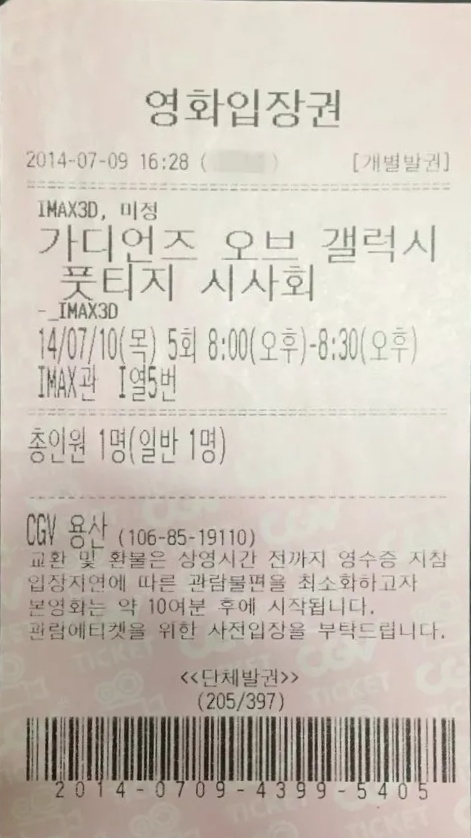 영화입장권
2014-07-09 16:28 ( ) [개별발권]
IMAX3D, 미정
가디언즈 오브 갤럭시
풋티지 시사회
-_IMAX3D
14/07/10(목) 5회 8:00(오후)-8:30(오후)
IMAX관 I열5번
총인원 1명(일반 1명)
CGV 용산 (106-85-19110)
교환 및 환불은 상영시간 전까지 영수증 지참
입장지연에 따른 관람불편을 최소화하고자
본영화는 약 10여분 후에 시작됩니다.
관람에티켓을 위한 사전입장을 부탁드립니다.
<<단체발권>>
(205/397)
2014-0709-4399-5405